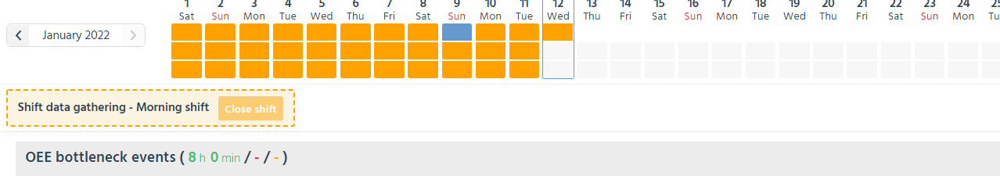 1 2 3 4 5 6 7 8 9 10 11 12 13 14 15 16 17 18 19 20 21 22 23 24 25
Sat Sun Mon Tue Wed Thu Fri Sat Sun Mon Tue Wed Thu Fri Sat Sun Mon Tue Wed Thu Fri Sat Sun Mon
January 2022
Shift data gathering - Morning shift Close shift
OEE bottleneck events ( 8 h 0 min / - / - )